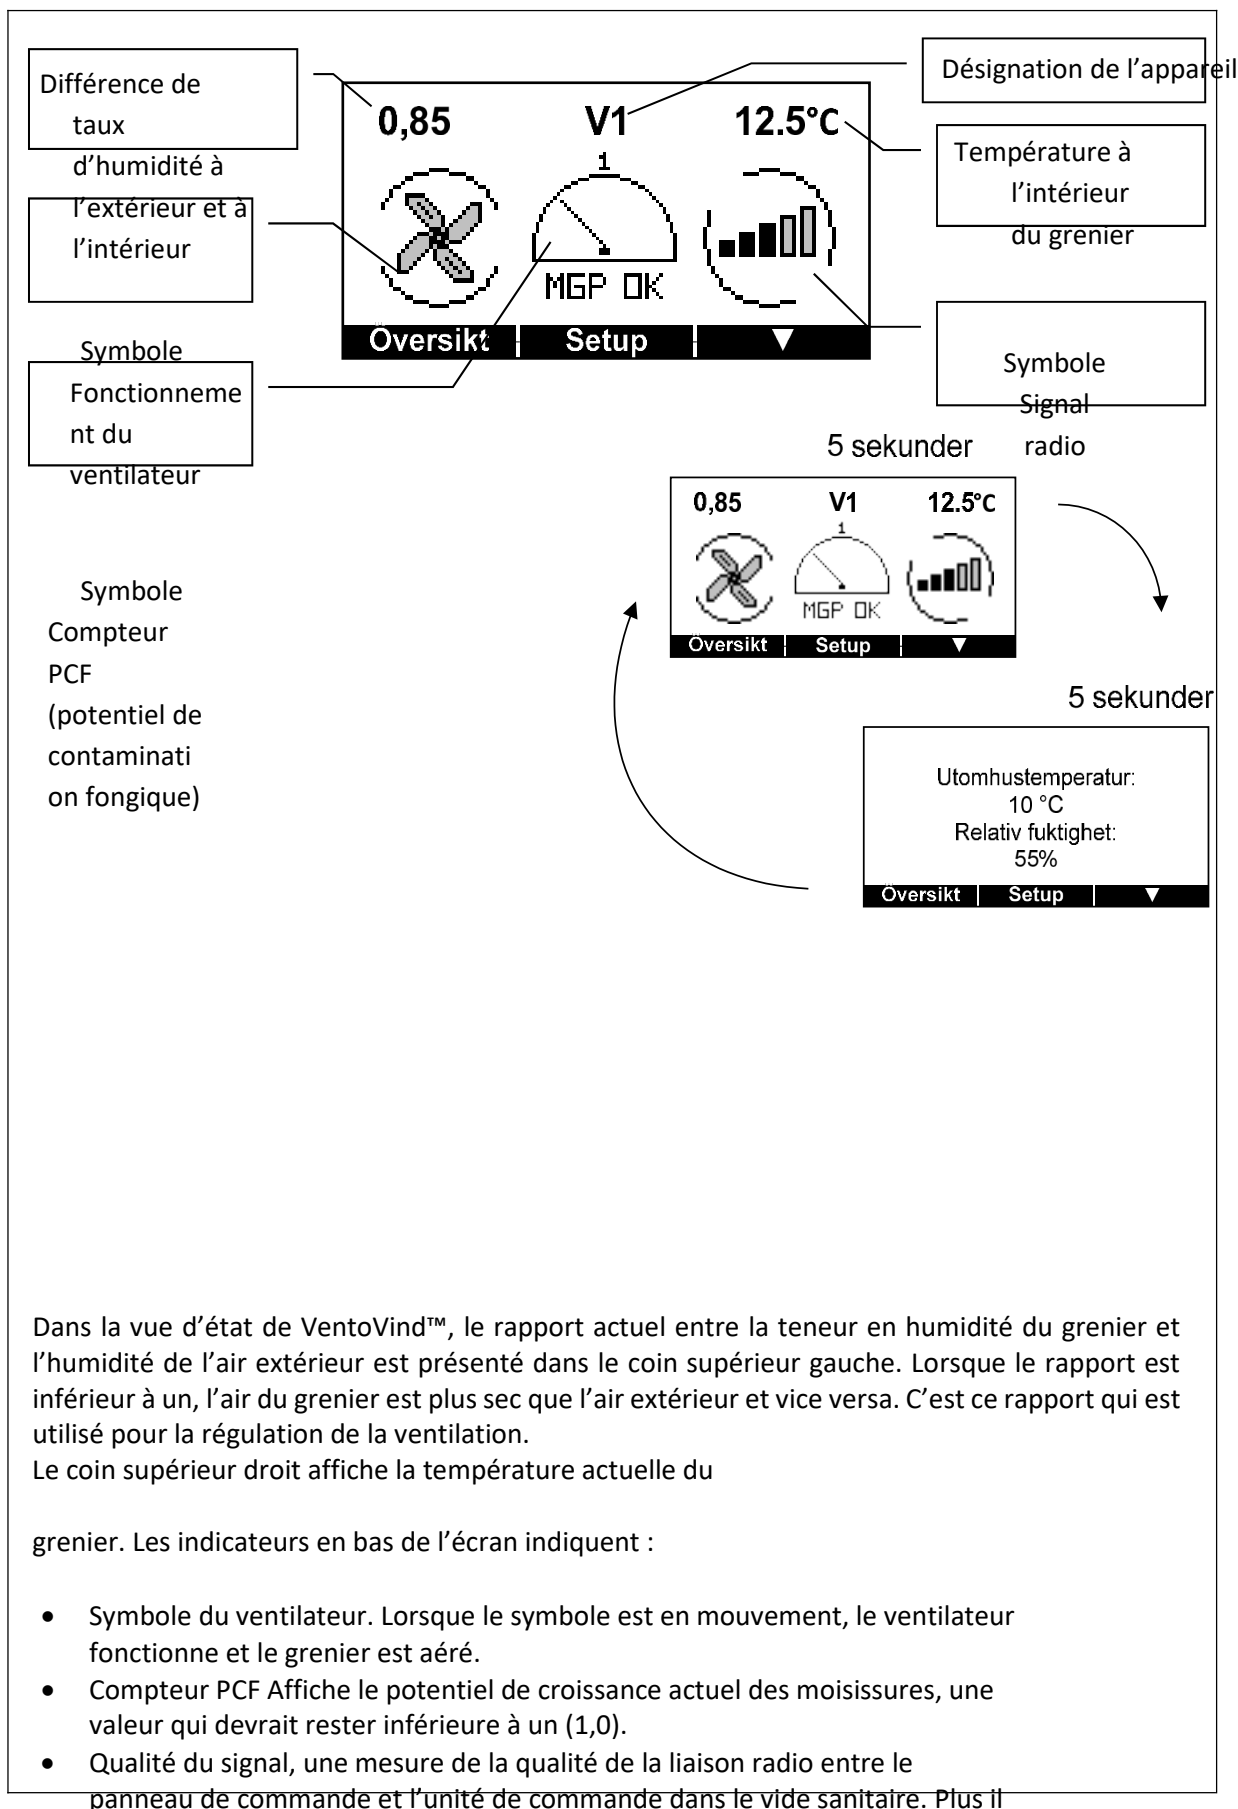 Différence de
taux
d’humidité à
l’extérieur et à
l’intérieur
Symbole
Fonctionneme
nt du
ventilateur
Symbole
Compteur
PCF
(potentiel de
contaminati
on fongique)
0,85 V1 12.5°C
1
MGP OK
Översikt Setup ▼
Désignation de l’appareil
Température à
l’intérieur
du grenier
Symbole
Signal
radio
5 sekunder
0,85 V1 12.5°C
1
MGP OK
Översikt Setup ▼
5 sekunder
Utomhustemperatur:
10 °C
Relativ fuktighet:
55%
Översikt Setup ▼
Dans la vue d’état de VentoVind™, le rapport actuel entre la teneur en humidité du grenier et
l’humidité de l’air extérieur est présenté dans le coin supérieur gauche. Lorsque le rapport est
inférieur à un, l’air du grenier est plus sec que l’air extérieur et vice versa. C’est ce rapport qui est
utilisé pour la régulation de la ventilation.
Le coin supérieur droit affiche la température actuelle du
grenier. Les indicateurs en bas de l’écran indiquent :
• Symbole du ventilateur. Lorsque le symbole est en mouvement, le ventilateur
fonctionne et le grenier est aéré.
• Compteur PCF Affiche le potentiel de croissance actuel des moisissures, une
valeur qui devrait rester inférieure à un (1,0).
• Qualité du signal, une mesure de la qualité de la liaison radio entre le
panneau de commande et l’unité de commande dans le vide sanitaire. Plus il